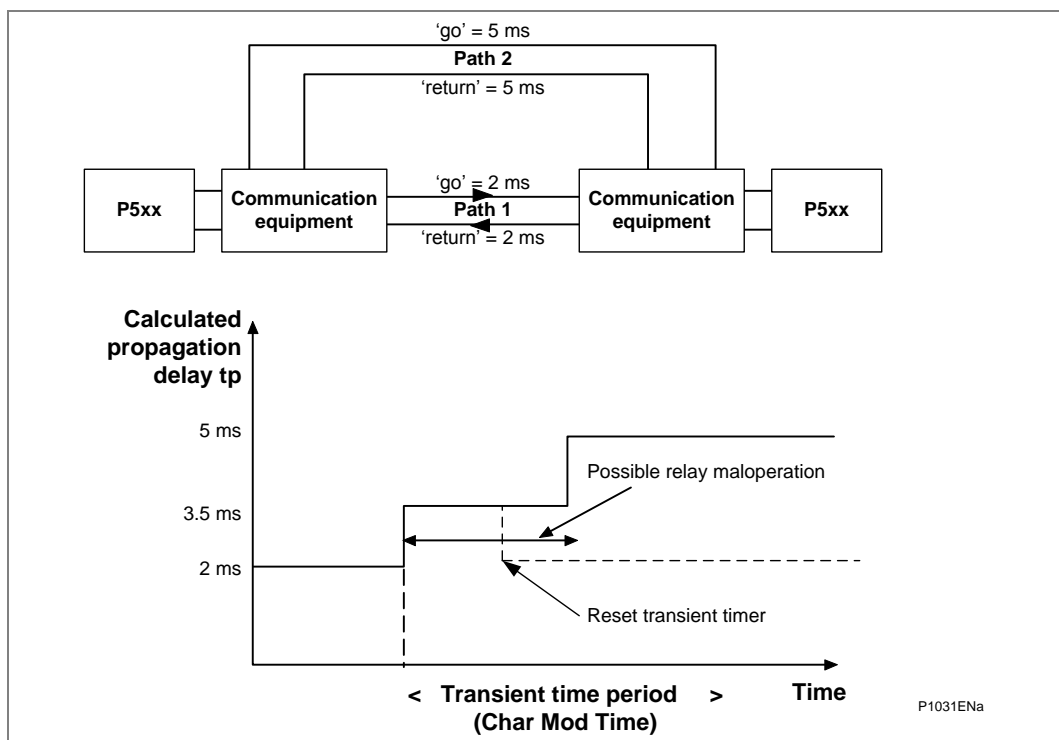 ‘go’ = 5 ms
Path 2
‘return’ = 5 ms
P5xx
Communication
equipment
‘go’ = 2 ms
Path 1
‘return’ = 2 ms
Communication
equipment
P5xx
Calculated
propagation
delay tp
5 ms
Possible relay maloperation
3.5 ms
2 ms
Reset transient timer
< Transient time period >
(Char Mod Time)
Time
P1031ENa